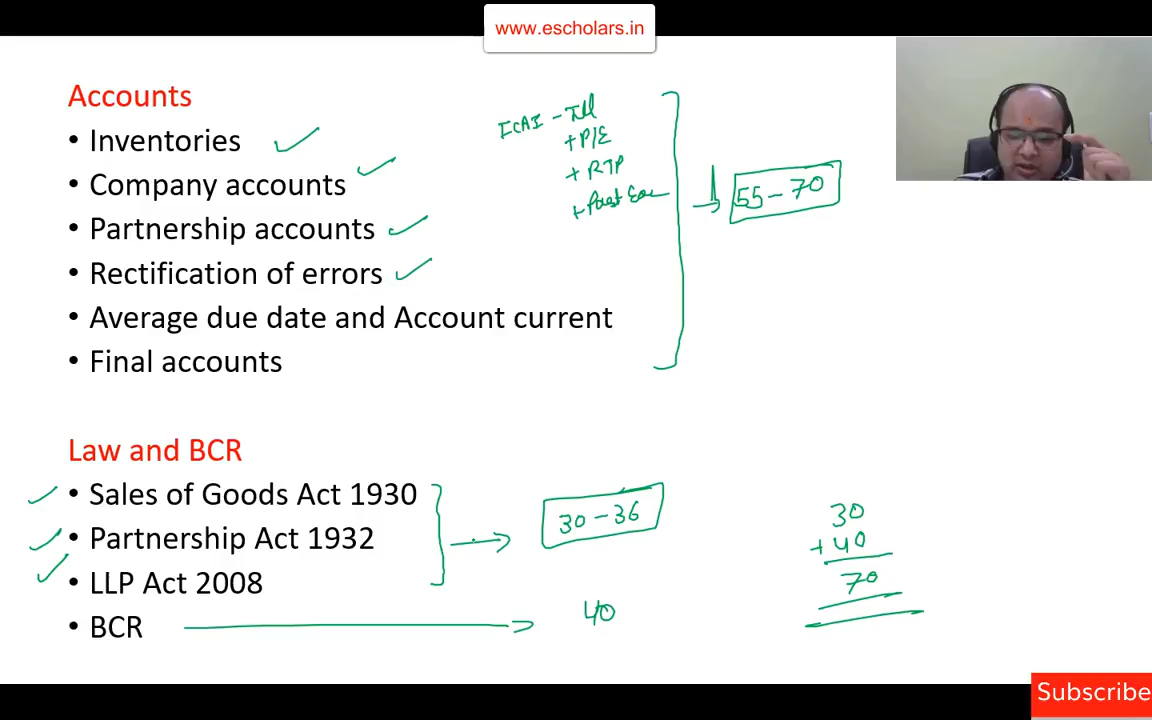 www.escholars.in
Accounts
• Inventories
• Company accounts
• Partnership accounts
• Rectification of errors
• Average due date and Account current
• Final accounts
ICAI - Ill
+ P/E
+ RTP
+ Past
55 - 70
Law and BCR
• Sales of Goods Act 1930
• Partnership Act 1932
• LLP Act 2008
• BCR
30 - 36
40
30
+ 40
70
Subscribe